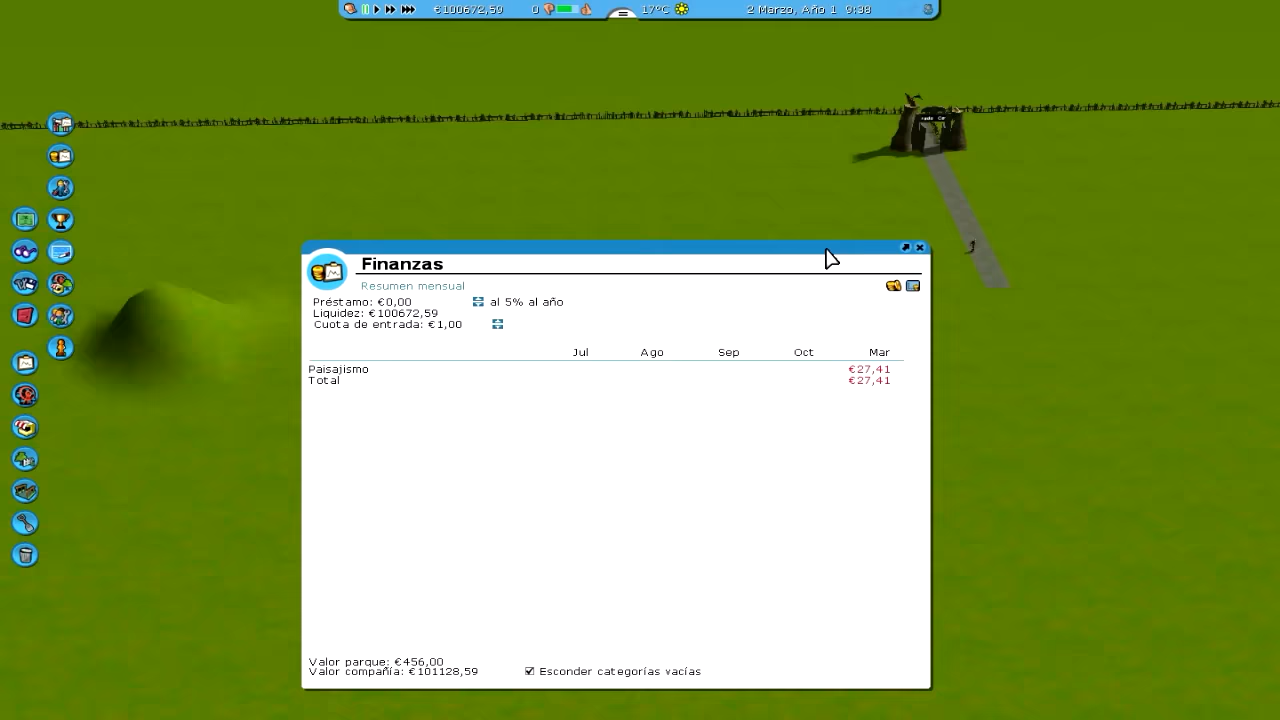 €100672,59 0 17ºC 2 Marzo, Año 1 9:38
Finanzas
Resumen mensual
Préstamo: €0,00 al 5% al año
Liquidez: €100672,59
Cuota de entrada: €1,00
Jul Ago Sep Oct Mar
Paisajismo €27,41
Total €27,41
Valor parque: €456,00
Valor compañía: €101128,59 Esconder categorías vacías